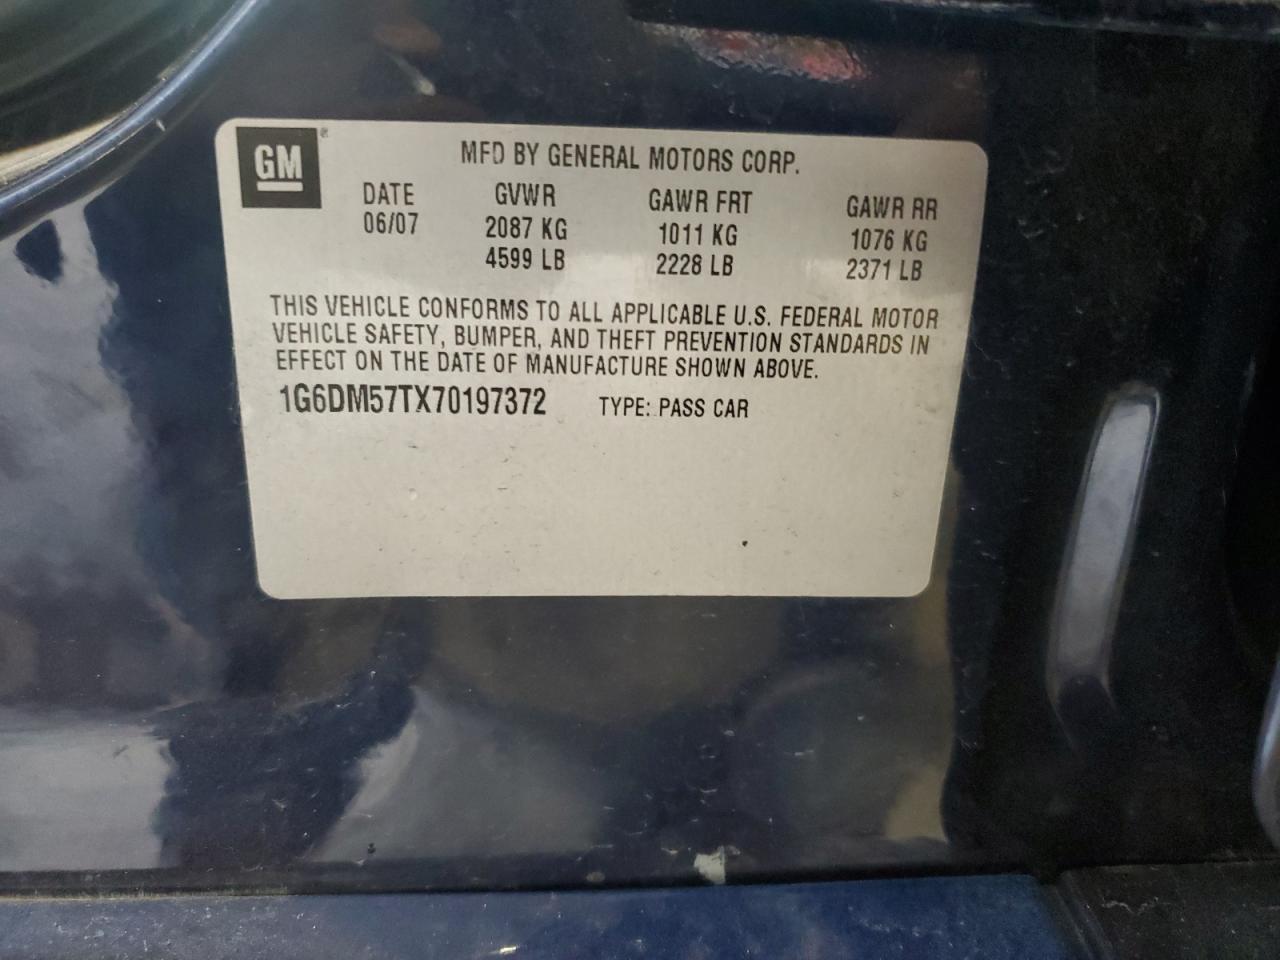 GM
MFD BY GENERAL MOTORS CORP.
DATE GVWR GAWR FRT GAWR RR
06/07 2087 KG 1011 KG 1076 KG
4599 LB 2228 LB 2371 LB
THIS VEHICLE CONFORMS TO ALL APPLICABLE U.S. FEDERAL MOTOR
VEHICLE SAFETY, BUMPER, AND THEFT PREVENTION STANDARDS IN
EFFECT ON THE DATE OF MANUFACTURE SHOWN ABOVE.
1G6DM57TX70197372 TYPE: PASS CAR